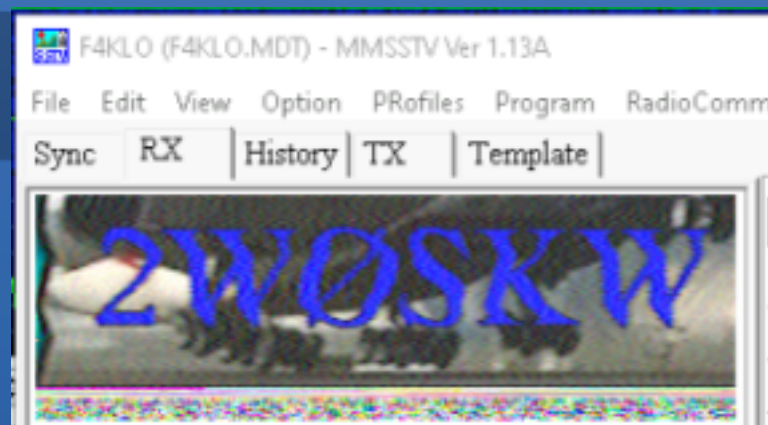 F4KLO (F4KLO.MDT) - MMSSTV Ver 1.13A
File Edit View Option PRofiles Program RadioComm
Sync RX History TX Template
2WØSKW